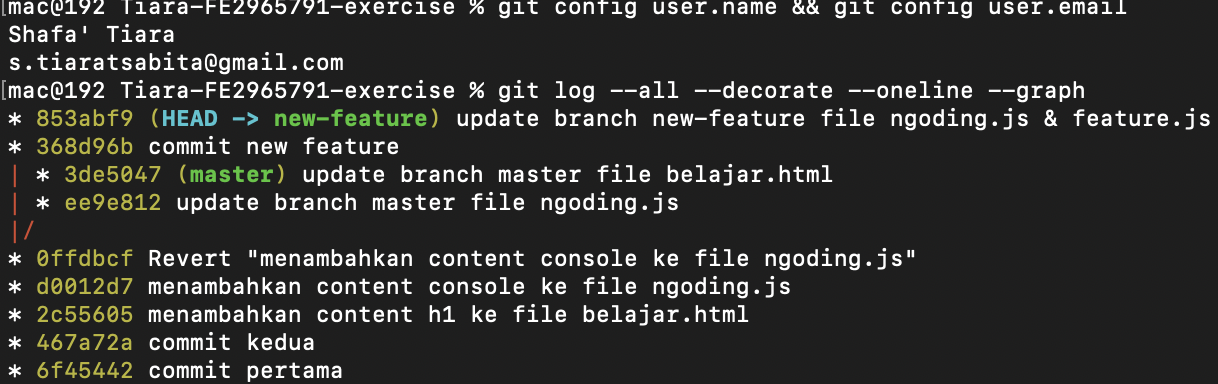 [mac@192 Tiara-FE2965791-exercise % git config user.name && git config user.email
Shafa' Tiara
s.tiaratsabita@gmail.com
[mac@192 Tiara-FE2965791-exercise % git log --all --decorate --oneline --graph
* 853abf9 (HEAD -> new-feature) update branch new-feature file ngoding.js & feature.js
* 368d96b commit new feature
| * 3de5047 (master) update branch master file belajar.html
| * ee9e812 update branch master file ngoding.js
|/
* 0ffdbcf Revert "menambahkan content console ke file ngoding.js"
* d0012d7 menambahkan content console ke file ngoding.js
* 2c55605 menambahkan content h1 ke file belajar.html
* 467a72a commit kedua
* 6f45442 commit pertama